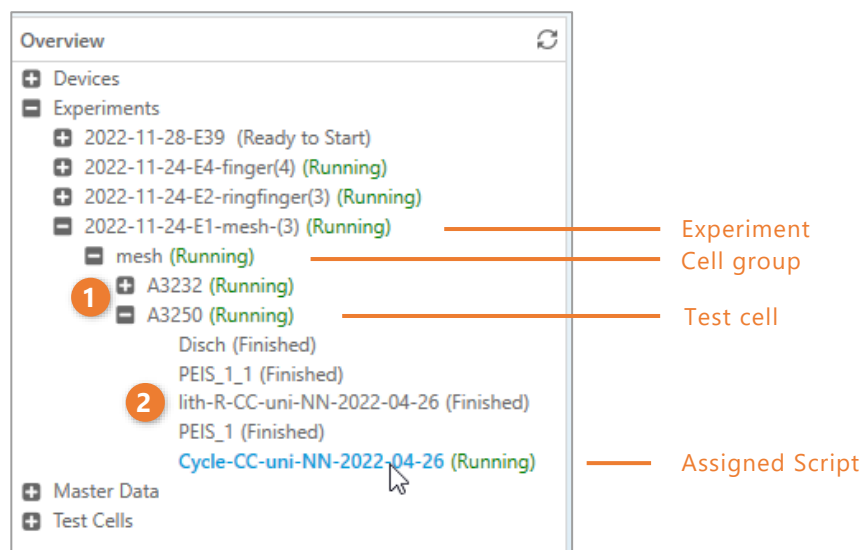 Overview
Devices
Experiments
2022-11-28-E39 (Ready to Start)
2022-11-24-E4-finger(4) (Running)
2022-11-24-E2-ringfinger(3) (Running)
2022-11-24-E1-mesh-(3) (Running)
Experiment
mesh (Running)
Cell group
1
A3232 (Running)
A3250 (Running)
Test cell
Disch (Finished)
PEIS_1_1 (Finished)
2
lith-R-CC-uni-NN-2022-04-26 (Finished)
PEIS_1 (Finished)
Cycle-CC-uni-NN-2022-04-26 (Running)
Assigned Script
Master Data
Test Cells